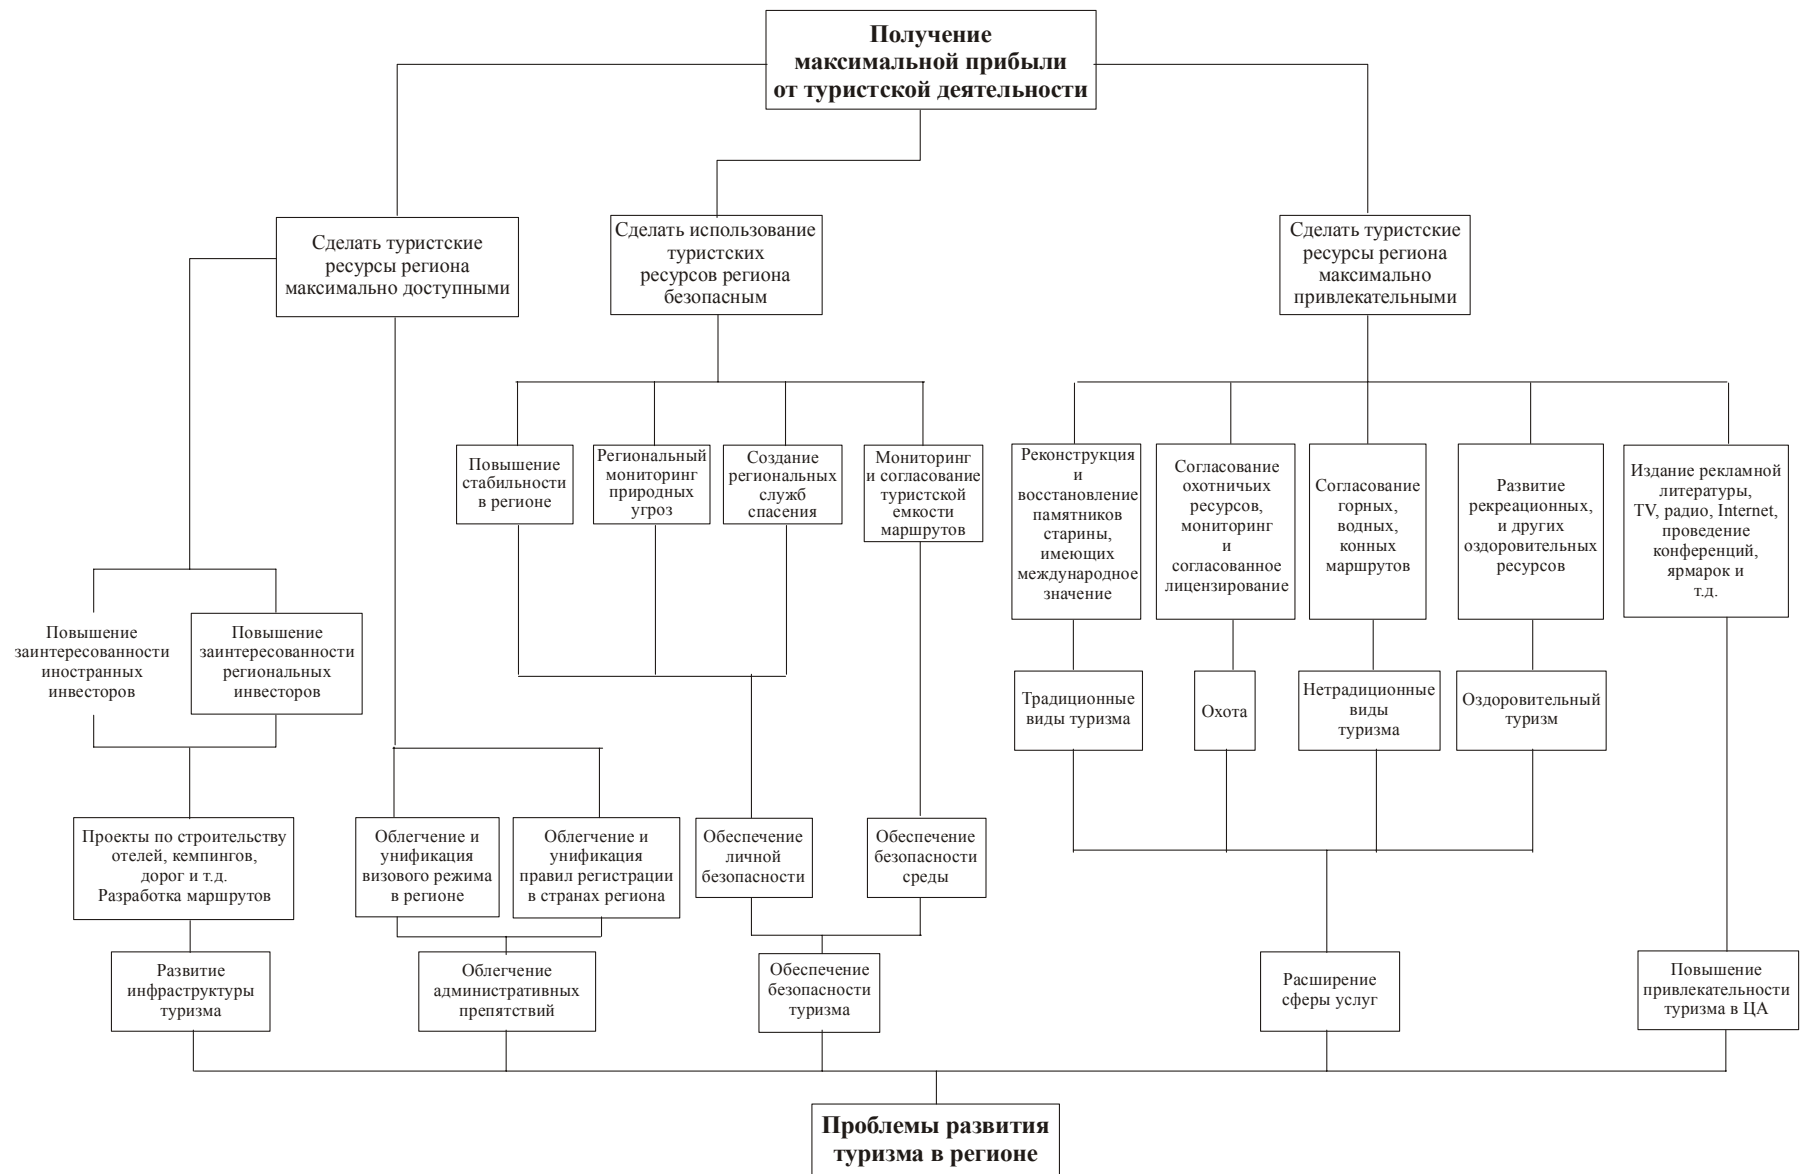 Получение
максимальной прибыли
от туристской деятельности
Сделать туристские
ресурсы региона
максимально доступными
Сделать использование
туристских
ресурсов региона
безопасным
Сделать туристские
ресурсы региона
максимально
привлекательными
Повышение
стабильности
в регионе
Региональный
мониторинг
природных
угроз
Создание
региональных
служб
спасения
Мониторинг
и согласование
туристской
емкости
маршрутов
Реконструкция
и
восстановление
памятников
старины,
имеющих
международное
значение
Согласование
охотничьих
ресурсов,
мониторинг
и
согласованное
лицензирование
Согласование
горных,
водных,
конных
маршрутов
Развитие
рекреационных,
и других
оздоровительных
ресурсов
Издание рекламной
литературы,
TV, радио, Internet,
проведение
конференций,
ярмарок и
т.д.
Повышение
заинтересованности
иностранных
инвесторов
Повышение
заинтересованности
региональных
инвесторов
Традиционные
виды туризма
Охота
Нетрадиционные
виды
туризма
Оздоровительный
туризм
Проекты по строительству
отелей, кемпингов,
дорог и т.д.
Разработка маршрутов
Облегчение и
унификация
визового режима
в регионе
Облегчение и
унификация
правил регистрации
в странах региона
Обеспечение
личной
безопасности
Обеспечение
безопасности
среды
Развитие
инфраструктуры
туризма
Облегчение
административных
препятствий
Обеспечение
безопасности
туризма
Расширение
сферы услуг
Повышение
привлекательности
туризма в ЦА
Проблемы развития
туризма в регионе